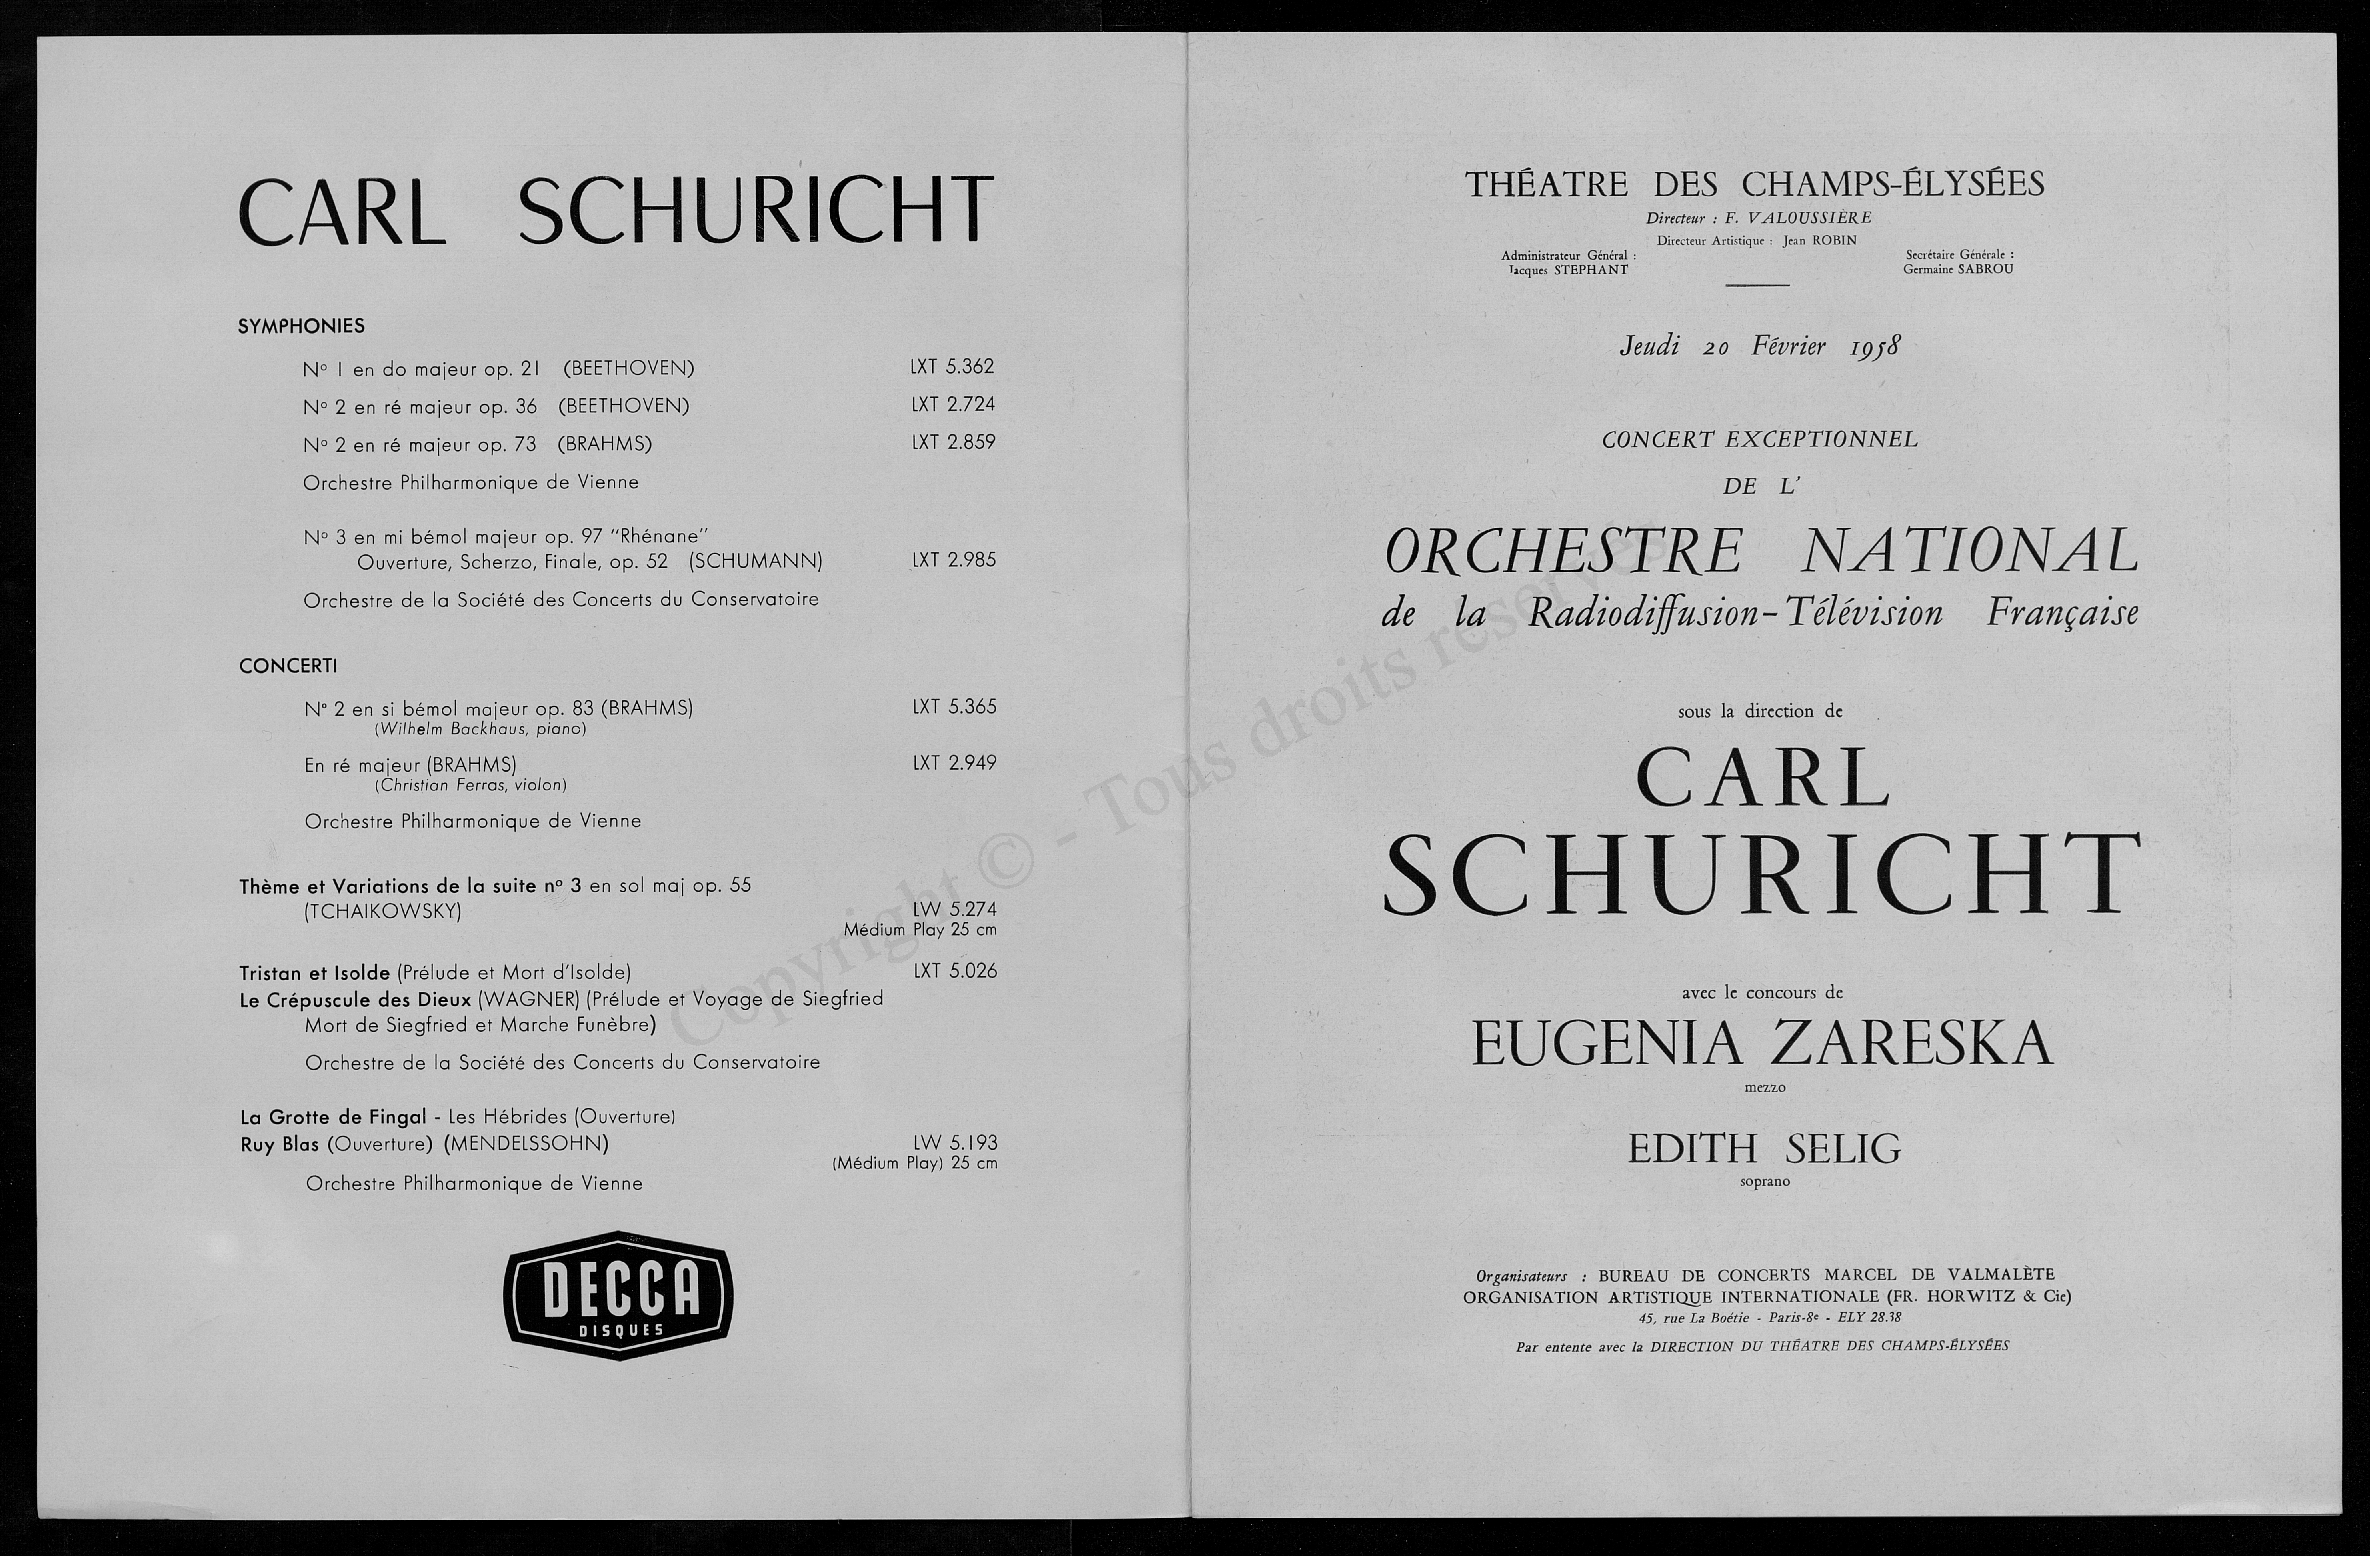 CARL SCHURICHT
SYMPHONIES
Nº 1 en do majeur op. 21 (BEETHOVEN) LXT 5.362
Nº 2 en ré majeur op. 36 (BEETHOVEN) LXT 2.724
Nº 2 en ré majeur op. 73 (BRAHMS) LXT 2.859
Orchestre Philharmonique de Vienne
Nº 3 en mi bémol majeur op. 97 "Rhénane"
Ouverture, Scherzo, Finale, op. 52 (SCHUMANN) LXT 2.985
Orchestre de la Société des Concerts du Conservatoire
CONCERTI
Nº 2 en si bémol majeur op. 83 (BRAHMS) LXT 5.365
(Wilhelm Backhaus, piano)
En ré majeur (BRAHMS) LXT 2.949
(Christian Ferras, violon)
Orchestre Philharmonique de Vienne
Thème et Variations de la suite nº 3 en sol maj op. 55
(TCHAIKOWSKY) LW 5.274
Médium Play 25 cm
Tristan et Isolde (Prélude et Mort d'Isolde) LXT 5.026
Le Crépuscule des Dieux (WAGNER) (Prélude et Voyage de Siegfried
Mort de Siegfried et Marche Funèbre)
Orchestre de la Société des Concerts du Conservatoire
La Grotte de Fingal - Les Hébrides (Ouverture)
Ruy Blas (Ouverture) (MENDELSSOHN) LW 5.193
(Médium Play) 25 cm
Orchestre Philharmonique de Vienne
DECCA
DISQUES
THÉATRE DES CHAMPS-ÉLYSÉES
Directeur : F. VALOUSSIÈRE
Directeur Artistique : Jean ROBIN
Administrateur Général : Secrétaire Générale :
Jacques STEPHANT Germaine SABROU
Jeudi 20 Février 1958
CONCERT EXCEPTIONNEL
DE L'
ORCHESTRE NATIONAL
de la Radiodiffusion-Télévision Française
sous la direction de
CARL
SCHURICHT
avec le concours de
EUGENIA ZARESKA
mezzo
EDITH SELIG
soprano
Organisateurs : BUREAU DE CONCERTS MARCEL DE VALMALÈTE
ORGANISATION ARTISTIQUE INTERNATIONALE (FR. HORWITZ & Cie)
45, rue La Boétie - Paris-8e - ELY 28.38
Par entente avec la DIRECTION DU THÉATRE DES CHAMPS-ÉLYSÉES
Copyright © - Tous droits réservés